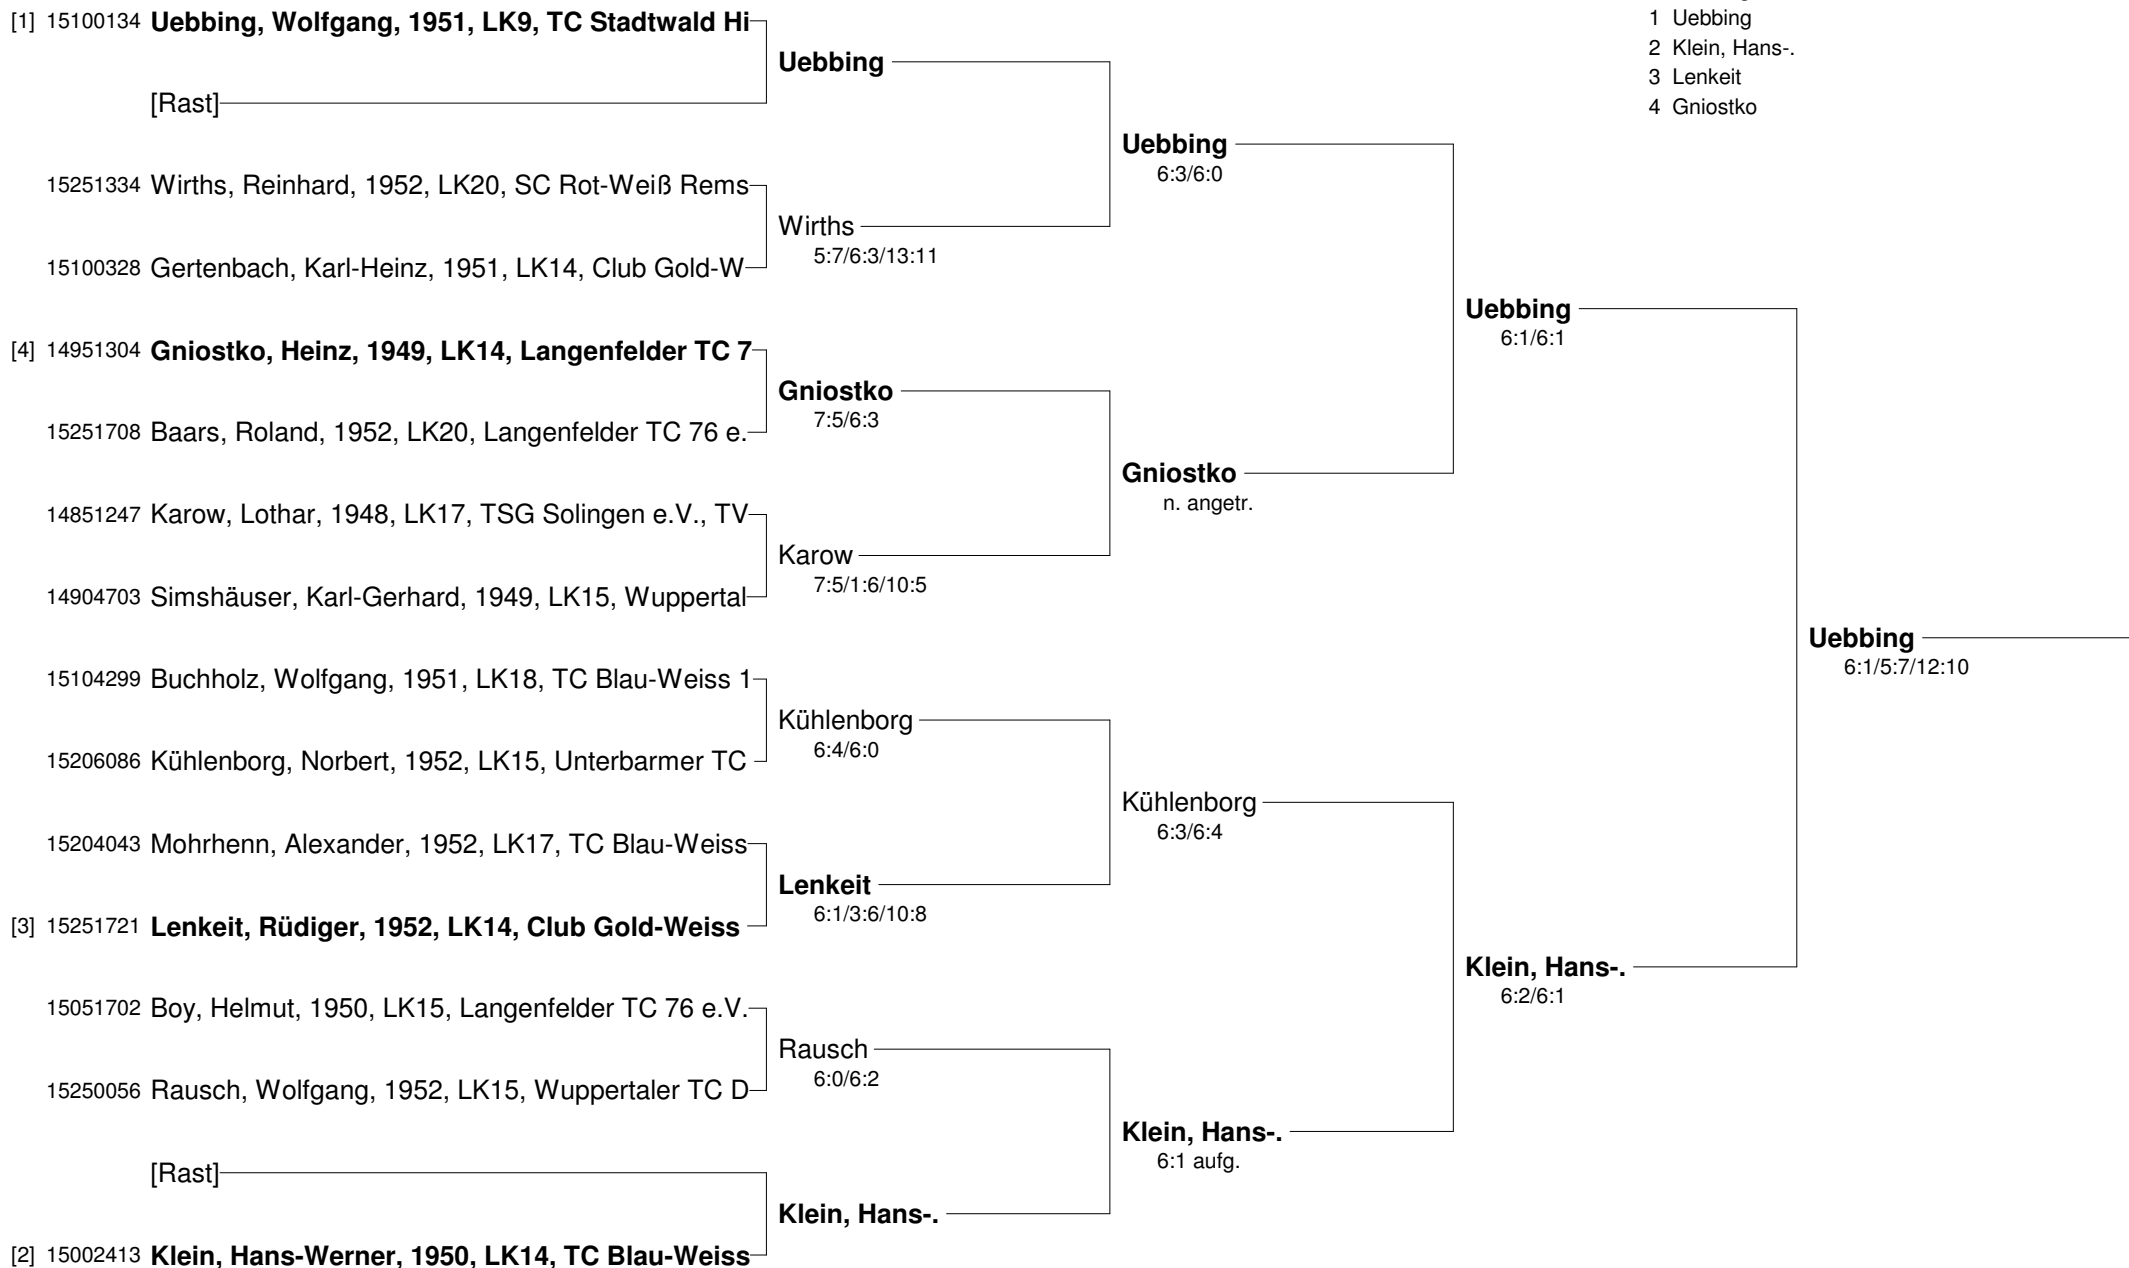 [1] 15100134 Uebbing, Wolfgang, 1951, LK9, TC Stadtwald Hi
1 Uebbing
2 Klein, Hans-.
3 Lenkeit
4 Gniostko
Uebbing
[Rast]
Uebbing
6:3/6:0
15251334 Wirths, Reinhard, 1952, LK20, SC Rot-Weiß Rems
Wirths
5:7/6:3/13:11
15100328 Gertenbach, Karl-Heinz, 1951, LK14, Club Gold-W
Uebbing
6:1/6:1
[4] 14951304 Gniostko, Heinz, 1949, LK14, Langenfelder TC 7
Gniostko
7:5/6:3
15251708 Baars, Roland, 1952, LK20, Langenfelder TC 76 e.
Gniostko
n. angetr.
14851247 Karow, Lothar, 1948, LK17, TSG Solingen e.V., TV
Karow
7:5/1:6/10:5
14904703 Simshäuser, Karl-Gerhard, 1949, LK15, Wuppertal
Uebbing
6:1/5:7/12:10
15104299 Buchholz, Wolfgang, 1951, LK18, TC Blau-Weiss 1
Kühlenborg
6:4/6:0
15206086 Kühlenborg, Norbert, 1952, LK15, Unterbarmer TC
Kühlenborg
6:3/6:4
15204043 Mohrhenn, Alexander, 1952, LK17, TC Blau-Weiss
Lenkeit
6:1/3:6/10:8
[3] 15251721 Lenkeit, Rüdiger, 1952, LK14, Club Gold-Weiss
Klein, Hans-.
6:2/6:1
15051702 Boy, Helmut, 1950, LK15, Langenfelder TC 76 e.V.
Rausch
6:0/6:2
15250056 Rausch, Wolfgang, 1952, LK15, Wuppertaler TC D
Klein, Hans-.
6:1 aufg.
[Rast]
Klein, Hans-.
[2] 15002413 Klein, Hans-Werner, 1950, LK14, TC Blau-Weiss